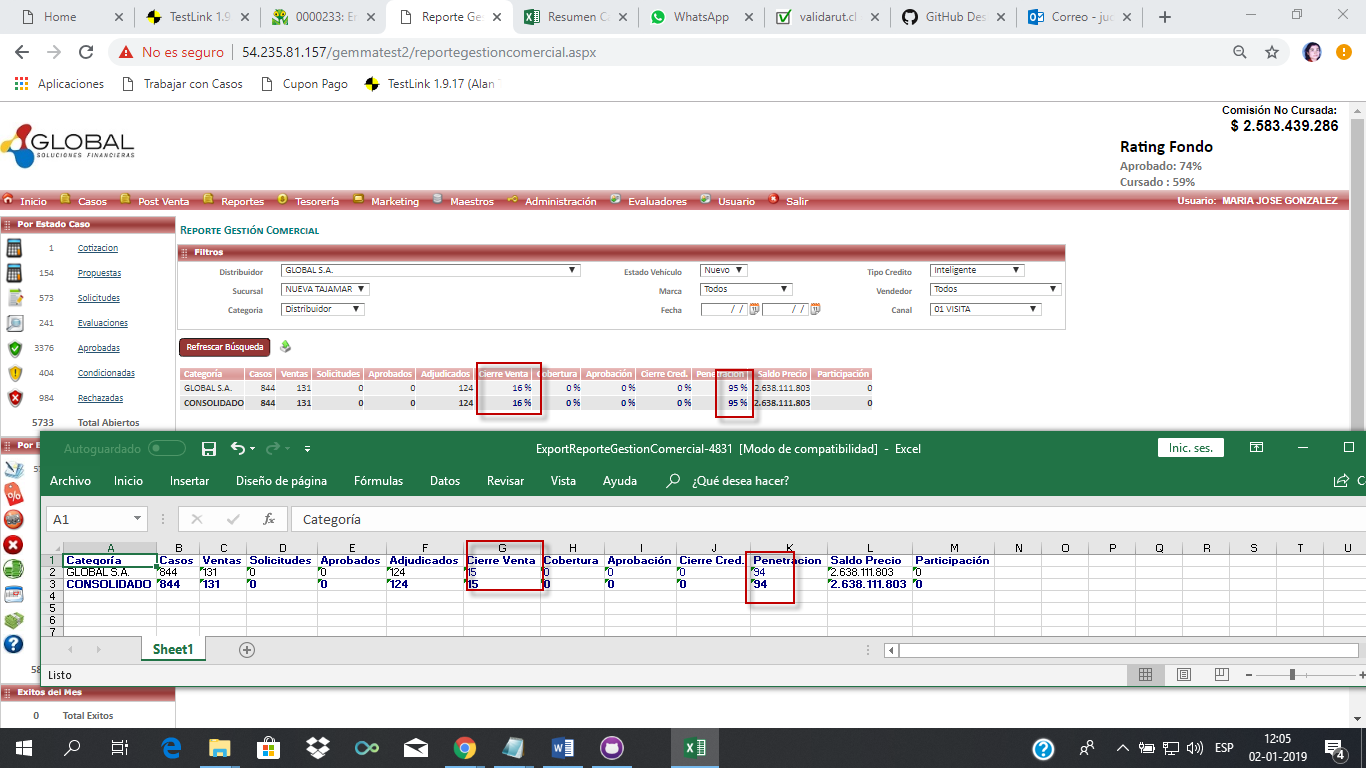 Home
TestLink 1.9
0000233: Er
Reporte Ges
Resumen C
WhatsApp
validarut.cl
GitHub Des
Correo - juc
No es seguro | 54.235.81.157/gemmatest2/reportegestioncomercial.aspx
Aplicaciones
Trabajar con Casos
Cupon Pago
TestLink 1.9.17 (Alan
Comisión No Cursada:
$ 2.583.439.286
GLOBAL
SOLUCIONES FINANCIERAS
Rating Fondo
Aprobado: 74%
Cursado : 59%
Inicio Casos Post Venta Reportes Tesorería Marketing Maestros Administración Evaluadores Usuario Salir
Usuario: MARIA JOSE GONZALEZ
Por Estado Caso
1 Cotizacion
154 Propuestas
573 Solicitudes
241 Evaluaciones
3376 Aprobadas
404 Condicionadas
984 Rechazadas
5733 Total Abiertos
REPORTE GESTIÓN COMERCIAL
Filtros
Distribuidor GLOBAL S.A. Estado Vehículo Nuevo Tipo Credito Inteligente
Sucursal NUEVA TAJAMAR Marca Todos Vendedor Todos
Categoria Distribuidor Fecha / / / / Canal 01 VISITA
Refrescar Búsqueda
Categoría Casos Ventas Solicitudes Aprobados Adjudicados Cierre Venta Cobertura Aprobación Cierre Cred. Penetracion Saldo Precio Participación
GLOBAL S.A. 844 131 0 0 124 16 % 0 % 0 % 0 % 95 % 2.638.111.803 0
CONSOLIDADO 844 131 0 0 124 16 % 0 % 0 % 0 % 95 % 2.638.111.803 0
Por E
Autoguardado
ExportReporteGestionComercial-4831 [Modo de compatibilidad] - Excel
Inic. ses.
Archivo Inicio Insertar Diseño de página Fórmulas Datos Revisar Vista Ayuda ¿Qué desea hacer?
A1
fx
Categoría
A B C D E F G H I J K L M N O P Q R S T U
1 Categoría Casos Ventas Solicitudes Aprobados Adjudicados Cierre Venta Cobertura Aprobación Cierre Cred. Penetracion Saldo Precio Participación
2 GLOBAL S.A. 844 131 0 0 124 15 0 0 0 94 2.638.111.803 0
3 CONSOLIDADO 844 131 0 0 124 15 0 0 0 94 2.638.111.803 0
4
5
6
7
Sheet1
Listo
Exitos del Mes
0 Total Exitos
ESP
12:05
02-01-2019
4